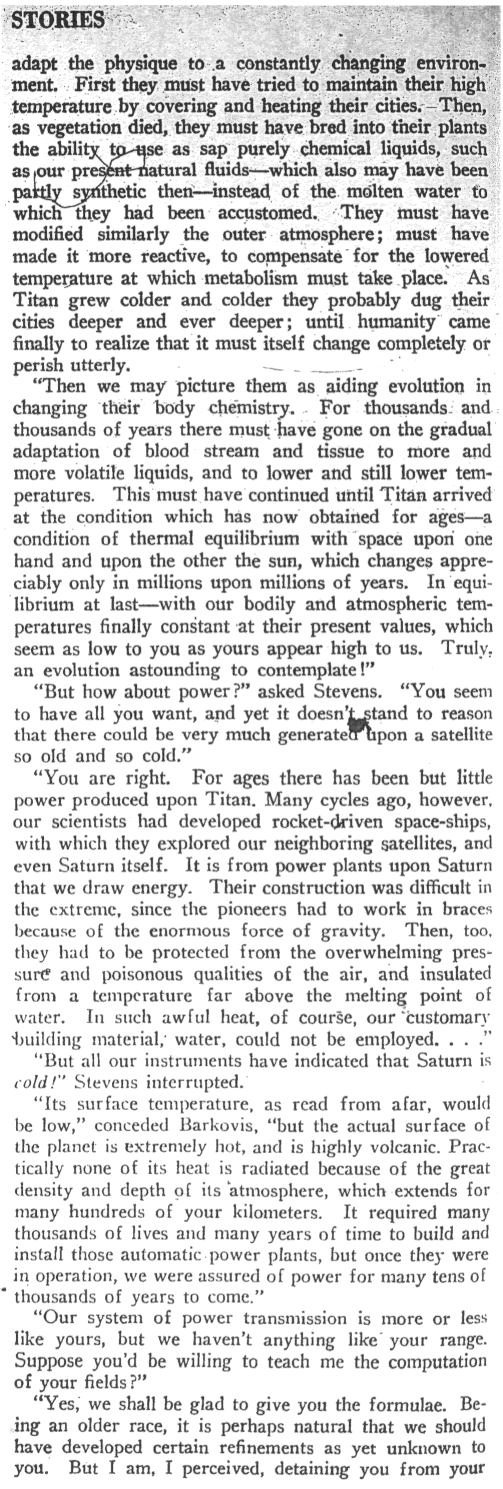 STORIES
adapt the physique to a constantly changing environ-
ment. First they must have tried to maintain their high
temperature by covering and heating their cities. Then,
as vegetation died, they must have bred into their plants
the ability to use as sap purely chemical liquids, such
as our present natural fluids—which also may have been
partly synthetic then—instead of the molten water to
which they had been accustomed. They must have
modified similarly the outer atmosphere; must have
made it more reactive, to compensate for the lowered
temperature at which metabolism must take place. As
Titan grew colder and colder they probably dug their
cities deeper and ever deeper; until humanity came
finally to realize that it must itself change completely or
perish utterly.
"Then we may picture them as aiding evolution in
changing their body chemistry. For thousands and
thousands of years there must have gone on the gradual
adaptation of blood stream and tissue to more and
more volatile liquids, and to lower and still lower tem-
peratures. This must have continued until Titan arrived
at the condition which has now obtained for ages—a
condition of thermal equilibrium with space upon one
hand and upon the other the sun, which changes appre-
ciably only in millions upon millions of years. In equi-
librium at last—with our bodily and atmospheric tem-
peratures finally constant at their present values, which
seem as low to you as yours appear high to us. Truly,
an evolution astounding to contemplate!"
"But how about power?" asked Stevens. "You seem
to have all you want, and yet it doesn't stand to reason
that there could be very much generated upon a satellite
so old and so cold."
"You are right. For ages there has been but little
power produced upon Titan. Many cycles ago, however,
our scientists had developed rocket-driven space-ships,
with which they explored our neighboring satellites, and
even Saturn itself. It is from power plants upon Saturn
that we draw energy. Their construction was difficult in
the extreme, since the pioneers had to work in braces
because of the enormous force of gravity. Then, too,
they had to be protected from the overwhelming pres-
sure and poisonous qualities of the air, and insulated
from a temperature far above the melting point of
water. In such awful heat, of course, our customary
building material, water, could not be employed. . . ."
"But all our instruments have indicated that Saturn is
cold!" Stevens interrupted.
"Its surface temperature, as read from afar, would
be low," conceded Barkovis, "but the actual surface of
the planet is extremely hot, and is highly volcanic. Prac-
tically none of its heat is radiated because of the great
density and depth of its atmosphere, which extends for
many hundreds of your kilometers. It required many
thousands of lives and many years of time to build and
install those automatic power plants, but once they were
in operation, we were assured of power for many tens of
thousands of years to come."
"Our system of power transmission is more or less
like yours, but we haven't anything like your range.
Suppose you'd be willing to teach me the computation
of your fields?"
"Yes, we shall be glad to give you the formulae. Be-
ing an older race, it is perhaps natural that we should
have developed certain refinements as yet unknown to
you. But I am, I perceived, detaining you from your